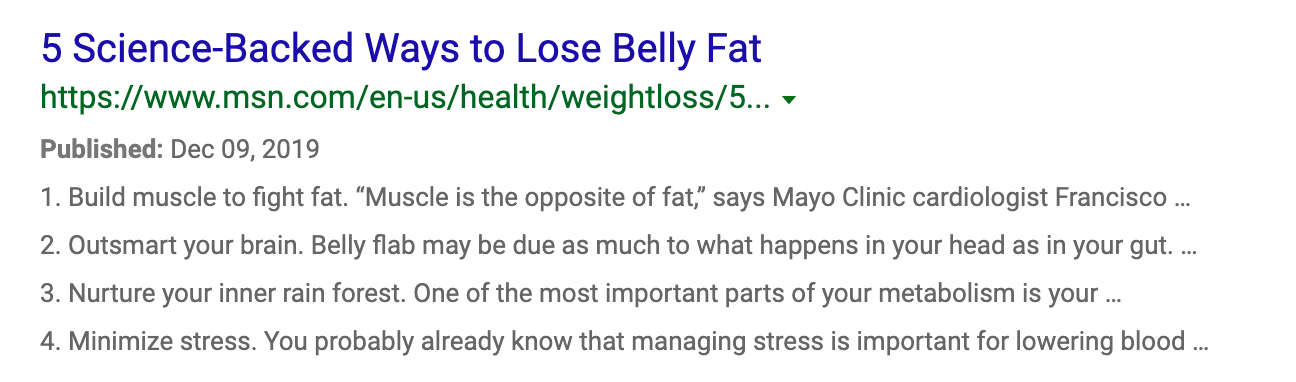 5 Science-Backed Ways to Lose Belly Fat
https://www.msn.com/en-us/health/weightloss/5...
Published: Dec 09, 2019
1. Build muscle to fight fat. “Muscle is the opposite of fat,” says Mayo Clinic cardiologist Francisco ...
2. Outsmart your brain. Belly flab may be due as much to what happens in your head as in your gut. ...
3. Nurture your inner rain forest. One of the most important parts of your metabolism is your ...
4. Minimize stress. You probably already know that managing stress is important for lowering blood ...